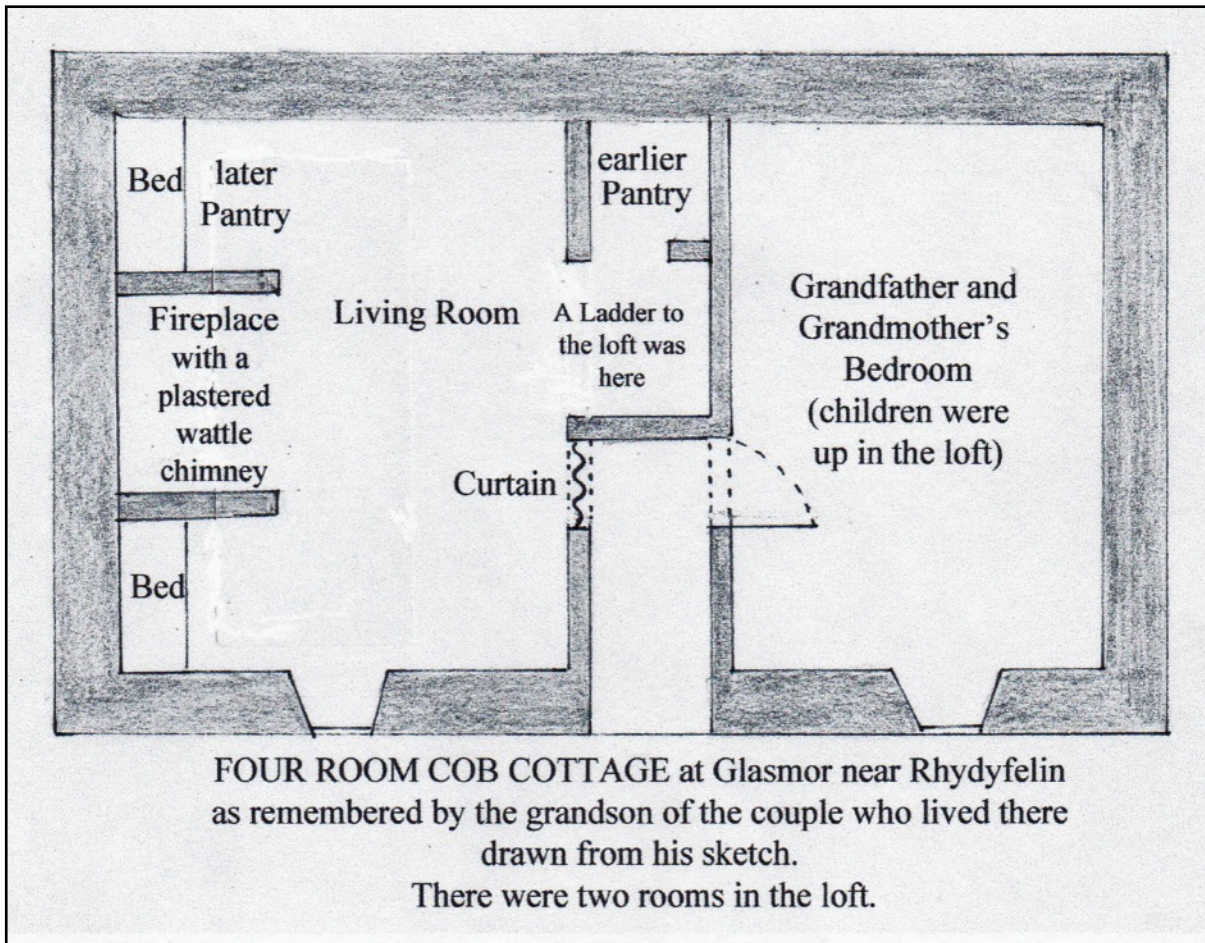 Bed
later
Pantry
earlier
Pantry
Fireplace
with a
plastered
wattle
chimney
Living Room
A Ladder to
the loft was
here
Grandfather and
Grandmother's
Bedroom
(children were
up in the loft)
Curtain
Bed
FOUR ROOM COB COTTAGE at Glasmor near Rhydyfelin
as remembered by the grandson of the couple who lived there
drawn from his sketch.
There were two rooms in the loft.